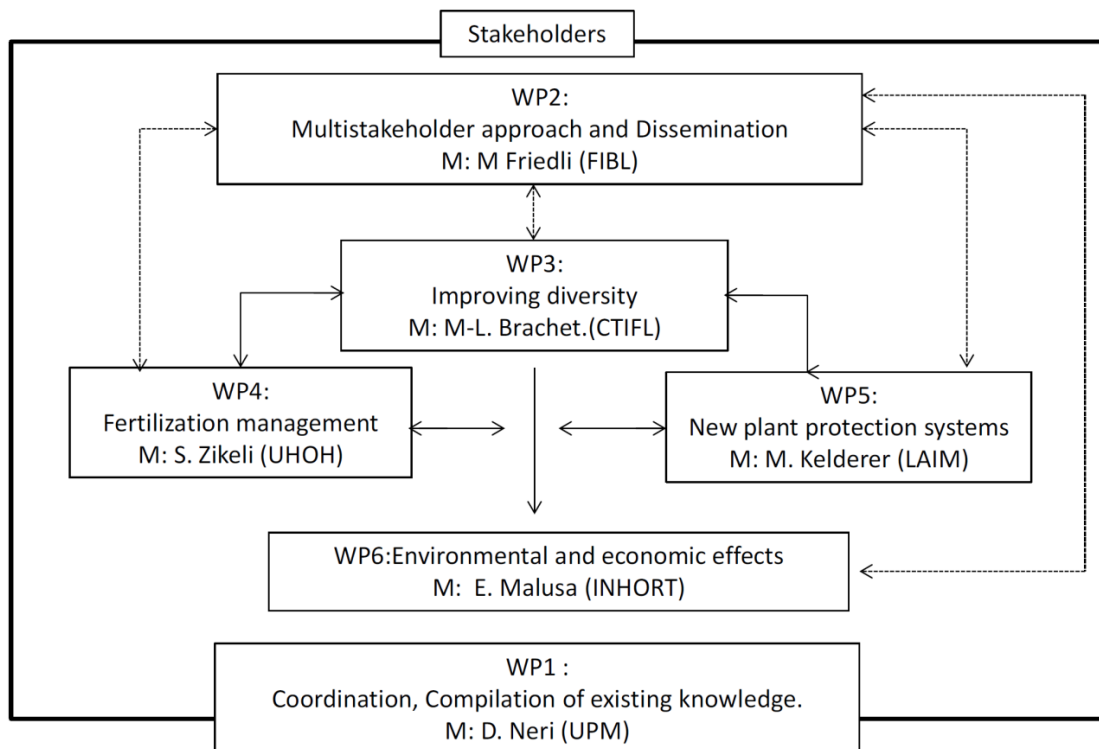 Stakeholders
WP2:
Multistakeholder approach and Dissemination
M: M Friedli (FIBL)
WP3:
Improving diversity
M: M-L. Brachet.(CTIFL)
WP4:
Fertilization management
M: S. Zikeli (UHOH)
WP5:
New plant protection systems
M: M. Kelderer (LAIM)
WP6:Environmental and economic effects
M: E. Malusa (INHORT)
WP1 :
Coordination, Compilation of existing knowledge.
M: D. Neri (UPM)